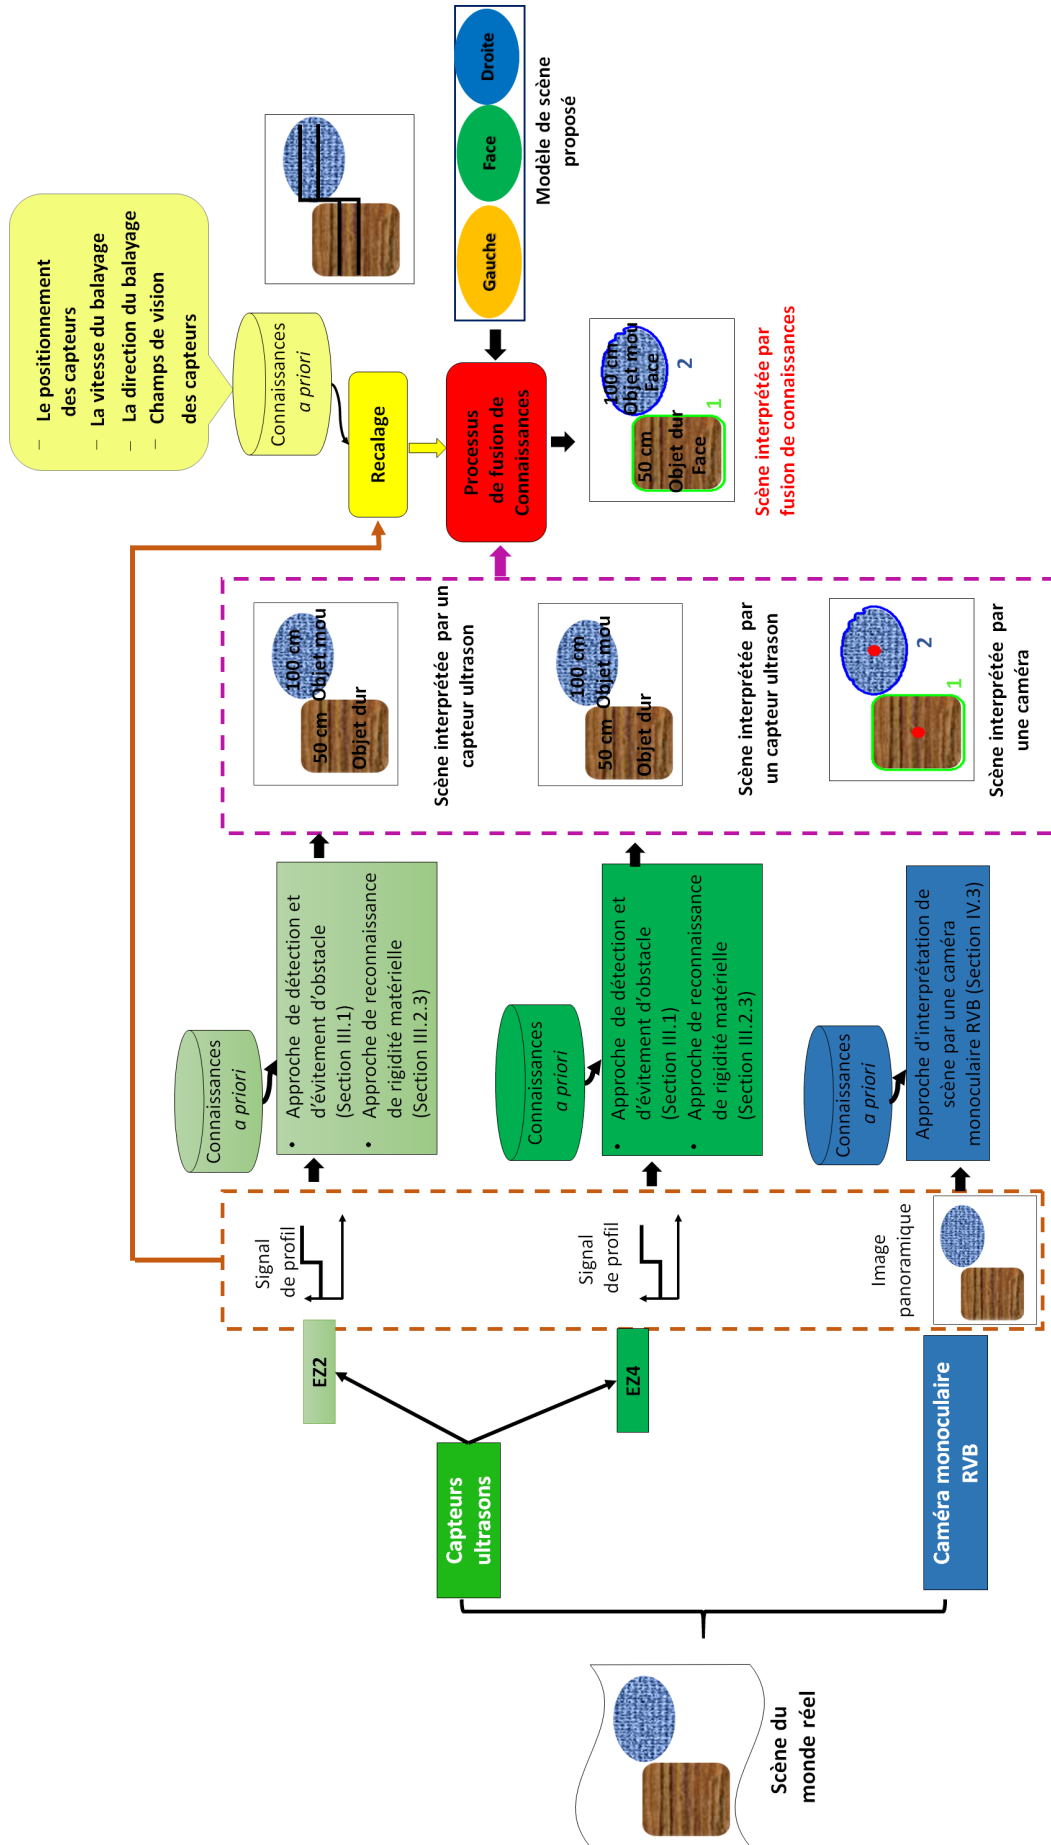 Scène du
monde réel
Capteurs
ultrasons
Caméra monoculaire
RVB
EZ2
EZ4
Signal
de profil
Signal
de profil
Image
panoramique
Connaissances
a priori
• Approche de détection et
d'évitement d'obstacle
(Section III.1)
• Approche de reconnaissance
de rigidité matérielle
(Section III.2.3)
Connaissances
a priori
• Approche de détection et
d'évitement d'obstacle
(Section III.1)
• Approche de reconnaissance
de rigidité matérielle
(Section III.2.3)
Connaissances
a priori
Approche d'interprétation de
scène par une caméra
monoculaire RVB (Section IV.3)
100 cm
Objet mou
50 cm
Objet dur
Scène interprétée par un
capteur ultrason
100 cm
Objet mou
50 cm
Objet dur
Scène interprétée par
un capteur ultrason
1
2
Scène interprétée par
une caméra
– Le positionnement
des capteurs
– La vitesse du balayage
– La direction du balayage
– Champs de vision
des capteurs
Connaissances
a priori
Recalage
Processus
de fusion de
Connaissances
Gauche
Face
Droite
Modèle de scène
proposé
100 cm
Objet mou
Face
50 cm
Objet dur
Face
1
2
Scène interprétée par
fusion de connaissances